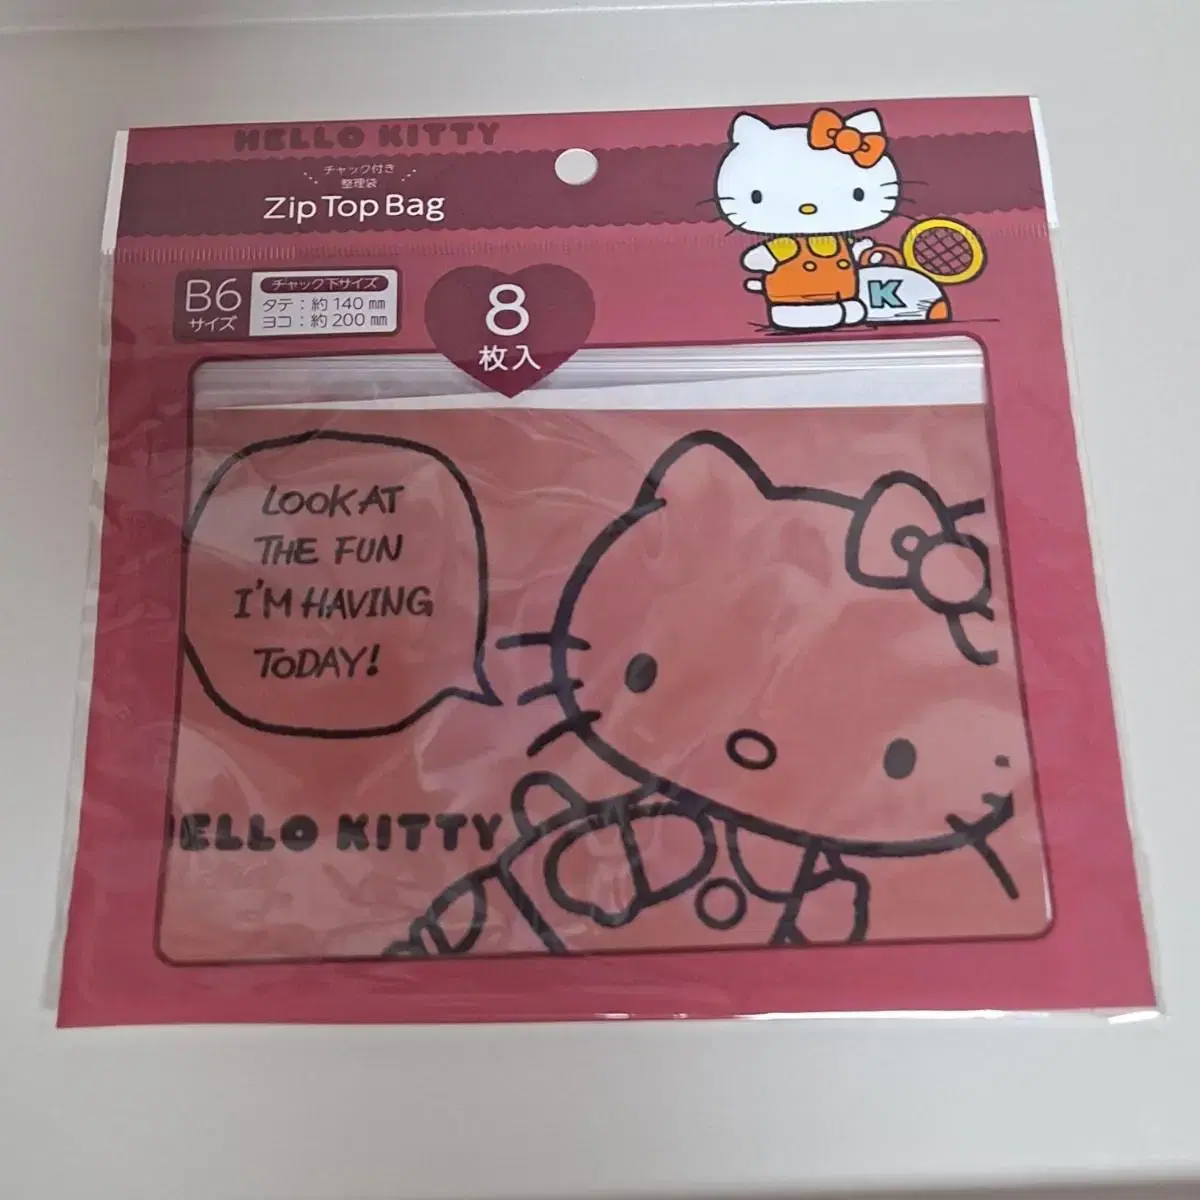 HELLO KITTY
チャック付き
整理袋
Zip Top Bag
B6
サイズ
チャック下サイズ
タテ：約140㎜
ヨコ：約200㎜
8
枚入
K
LOOK AT
THE FUN
I'M HAVING
TODAY!
HELLO KITTY